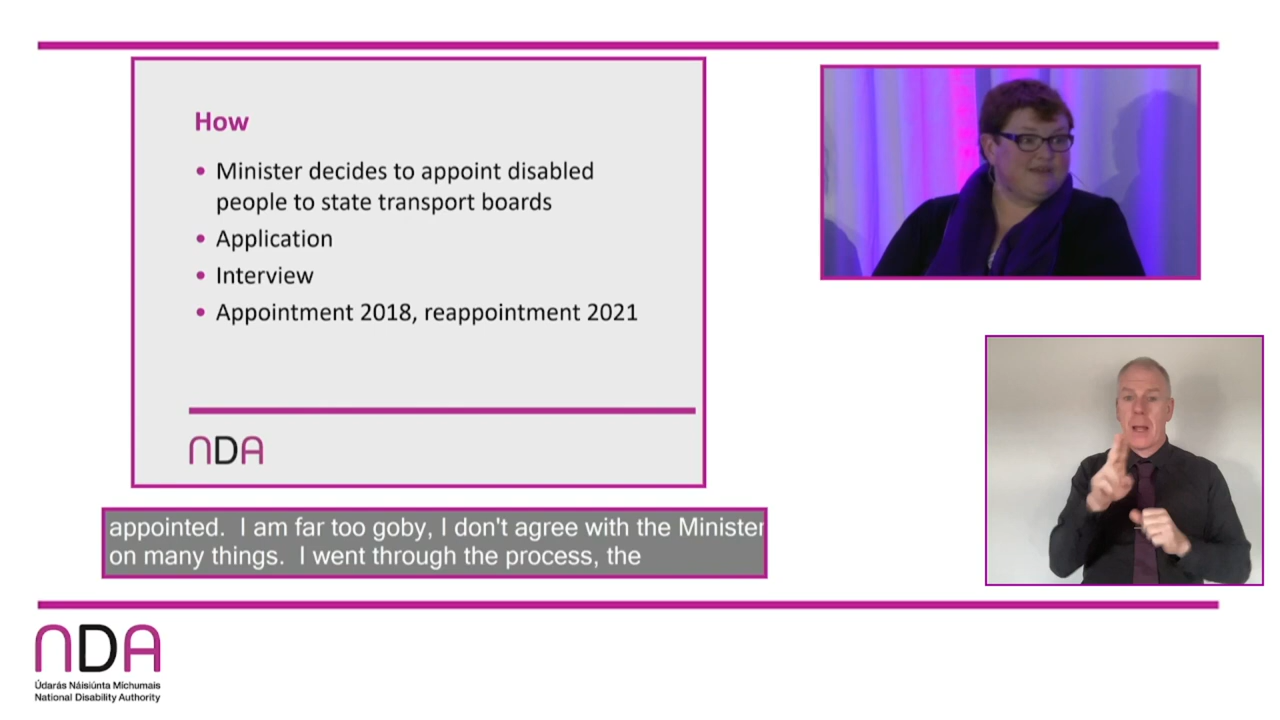 How
• Minister decides to appoint disabled
people to state transport boards
• Application
• Interview
• Appointment 2018, reappointment 2021
NDA
appointed.  I am far too goby, I don't agree with the Minister
on many things.  I went through the process, the
NDA
Údarás Náisiúnta Míchumais
National Disability Authority